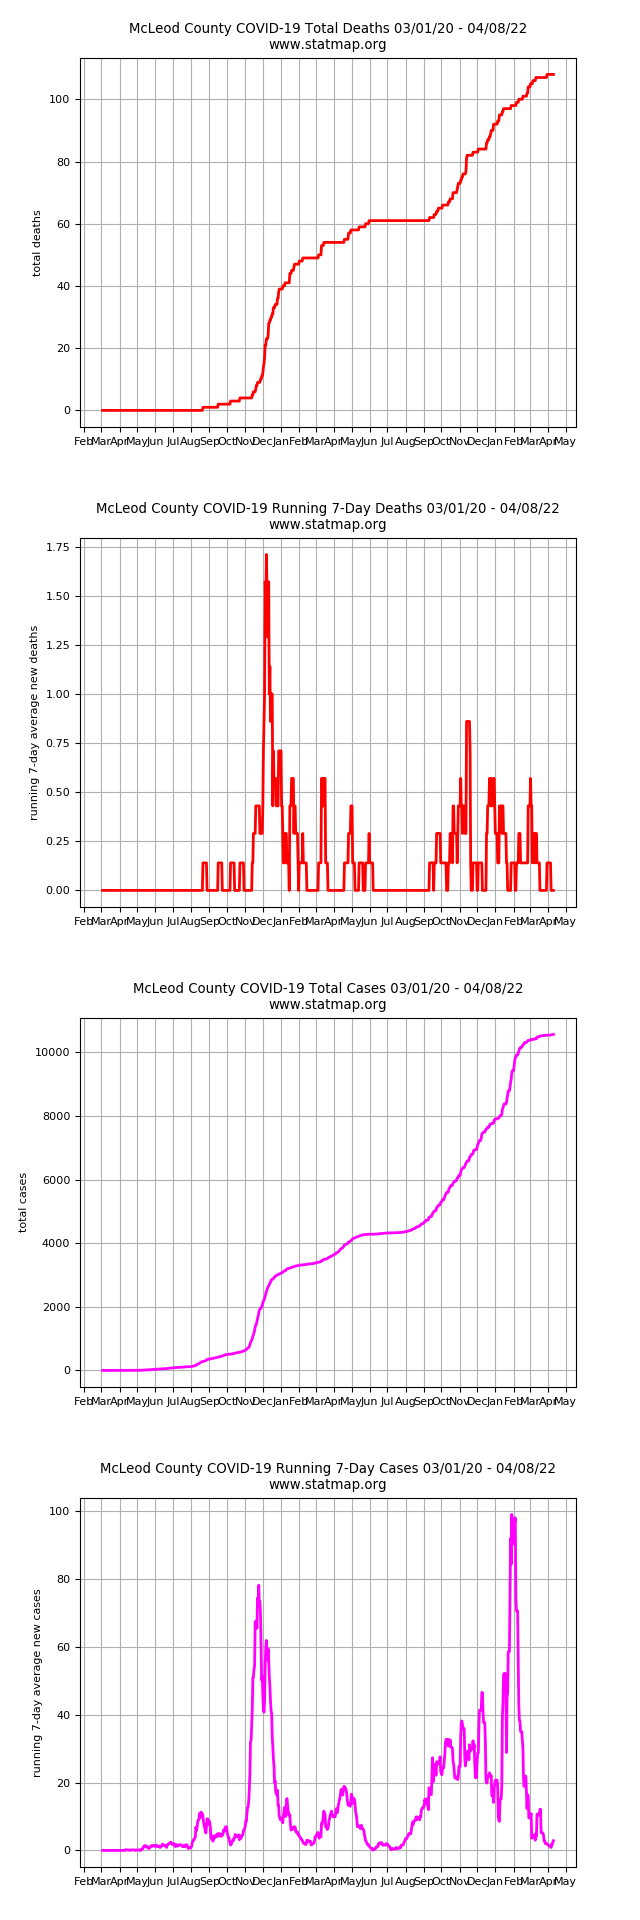 McLeod County COVID-19 Total Deaths 03/01/20 - 04/08/22
www.statmap.org
total deaths
100
80
60
40
20
0
Feb Mar Apr May Jun Jul Aug Sep Oct Nov Dec Jan Feb Mar Apr May Jun Jul Aug Sep Oct Nov Dec Jan Feb Mar Apr May
McLeod County COVID-19 Running 7-Day Deaths 03/01/20 - 04/08/22
www.statmap.org
running 7-day average new deaths
1.75
1.50
1.25
1.00
0.75
0.50
0.25
0.00
Feb Mar Apr May Jun Jul Aug Sep Oct Nov Dec Jan Feb Mar Apr May Jun Jul Aug Sep Oct Nov Dec Jan Feb Mar Apr May
McLeod County COVID-19 Total Cases 03/01/20 - 04/08/22
www.statmap.org
total cases
10000
8000
6000
4000
2000
0
Feb Mar Apr May Jun Jul Aug Sep Oct Nov Dec Jan Feb Mar Apr May Jun Jul Aug Sep Oct Nov Dec Jan Feb Mar Apr May
McLeod County COVID-19 Running 7-Day Cases 03/01/20 - 04/08/22
www.statmap.org
running 7-day average new cases
100
80
60
40
20
0
Feb Mar Apr May Jun Jul Aug Sep Oct Nov Dec Jan Feb Mar Apr May Jun Jul Aug Sep Oct Nov Dec Jan Feb Mar Apr May